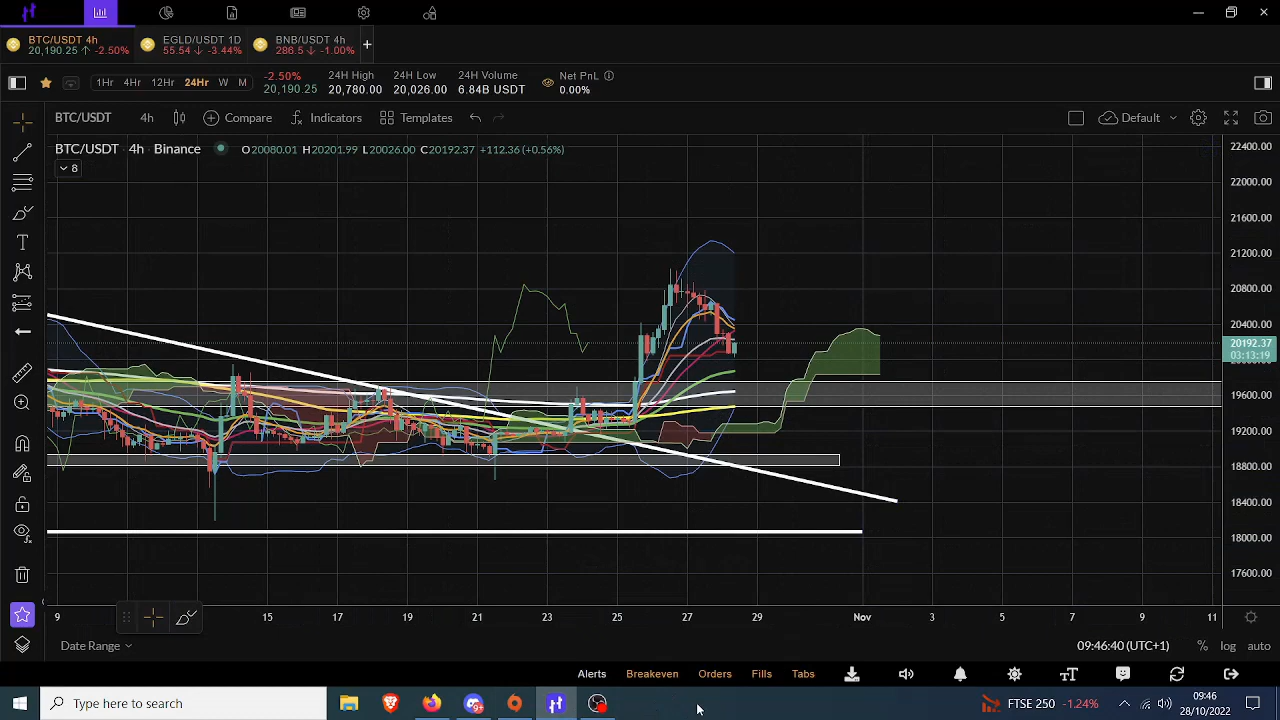 BTC/USDT 4h
20,190.25 ↑ -2.50%
EGLD/USDT 1D
55.54 ↓ -3.44%
BNB/USDT 4h
286.5 ↓ -1.00%
+
1Hr 4Hr 12Hr 24Hr W M
-2.50%
20,190.25
24H High
20,780.00
24H Low
20,026.00
24H Volume
6.84B USDT
Net PnL
0.00%
BTC/USDT 4h Compare Indicators Templates Default
BTC/USDT · 4h · Binance O20080.01 H20201.99 L20026.00 C20192.37 +112.36 (+0.56%)
8
22400.00
22000.00
21600.00
21200.00
20800.00
20400.00
20192.37
03:13:19
19600.00
19200.00
18800.00
18400.00
18000.00
17600.00
9 15 17 19 21 23 25 27 29 Nov 3 5 7 9 11
Date Range 09:46:40 (UTC+1) % log auto
Alerts Breakeven Orders Fills Tabs
Type here to search
FTSE 250 -1.24%
09:46
28/10/2022